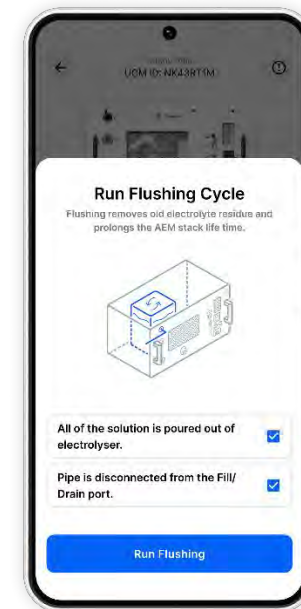 UCM ID: NK43RT1M
Run Flushing Cycle
Flushing removes old electrolyte residue and
prolongs the AEM stack life time.
All of the solution is poured out of
electrolyser.
Pipe is disconnected from the Fill/
Drain port.
Run Flushing